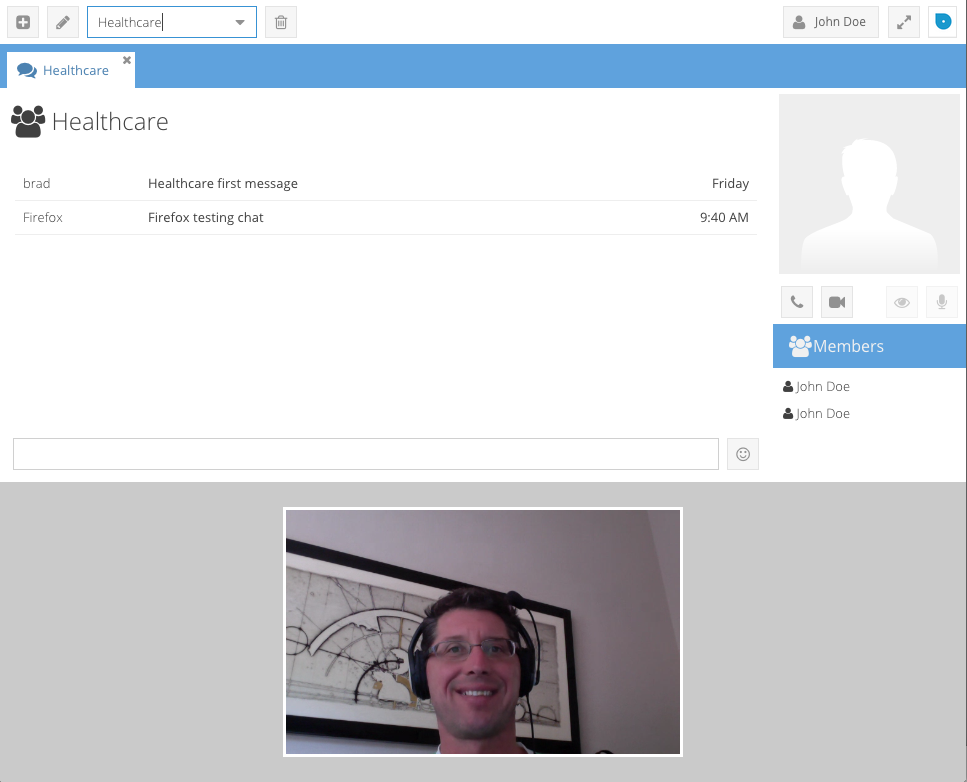 Healthcare
John Doe
Healthcare
Healthcare
brad Healthcare first message Friday
Firefox Firefox testing chat 9:40 AM
Members
John Doe
John Doe